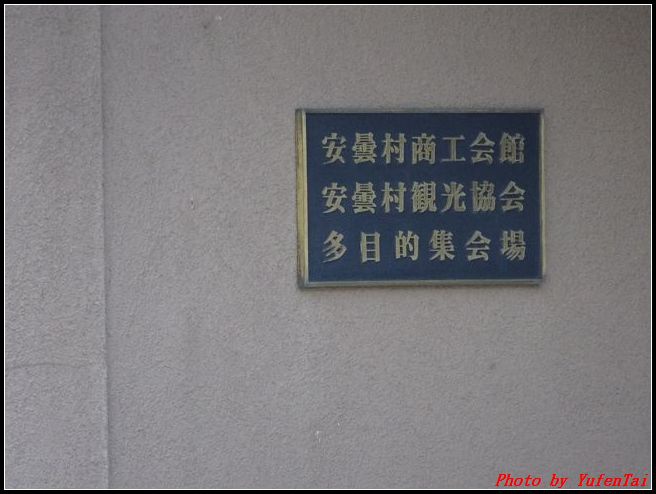 安曇村商工会館
安曇村観光協会
多目的集会場
Photo by YufenTai